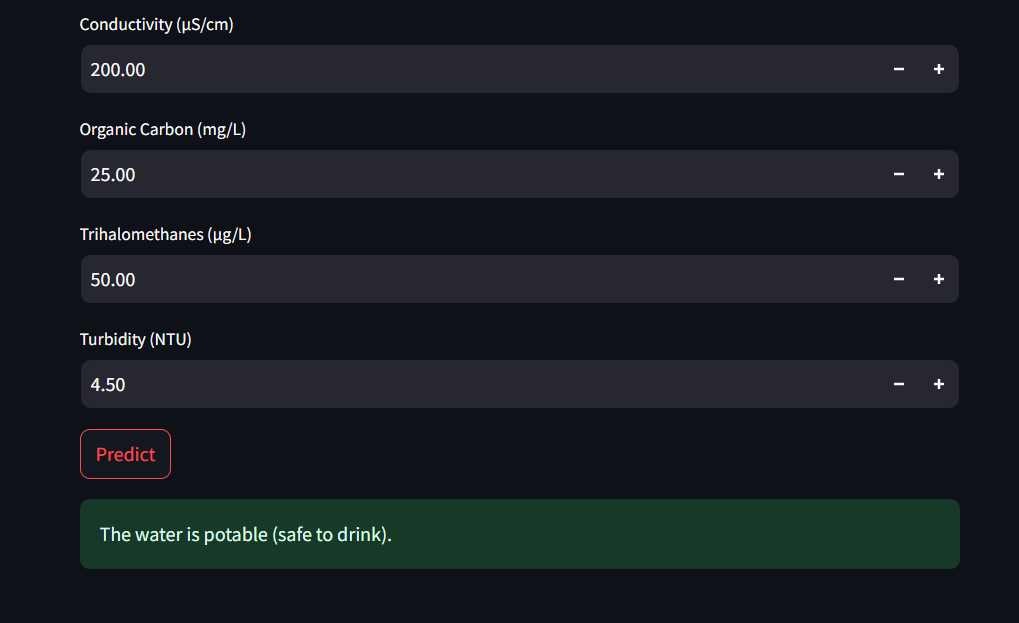 Conductivity (μS/cm)
200.00
Organic Carbon (mg/L)
25.00
Trihalomethanes (μg/L)
50.00
Turbidity (NTU)
4.50
Predict
The water is potable (safe to drink).